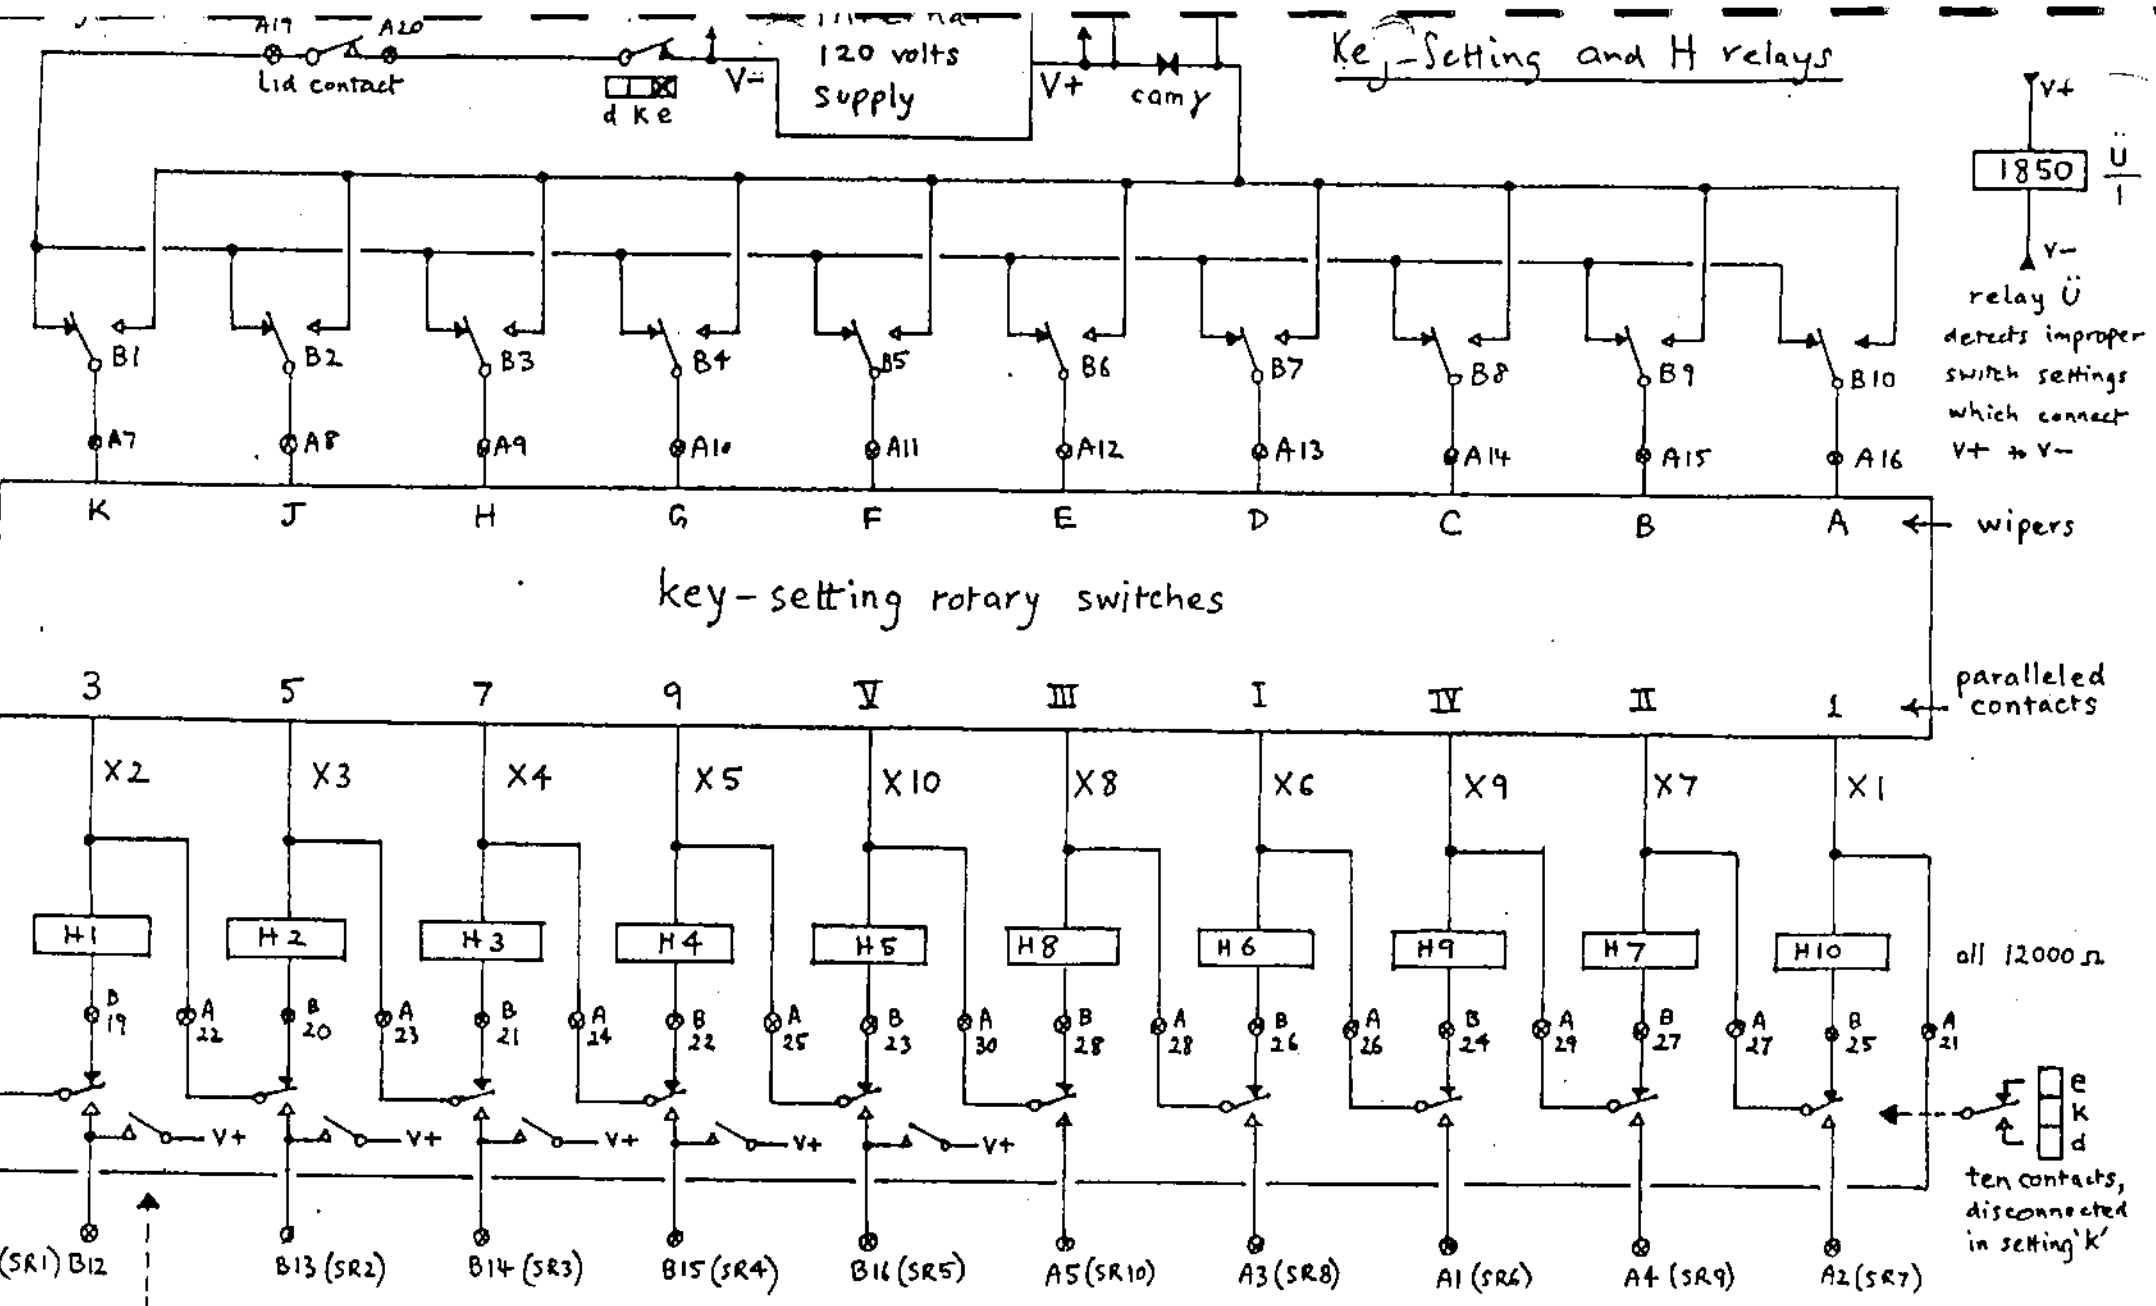 A19 A20
Lid contact
d k e
V-
120 volts
supply
V+
cam γ
Key-Setting and H relays
V+
1850
Ü
1
V-
relay Ü
detects improper
switch settings
which connect
V+ to V-
B1 B2 B3 B4 B5 B6 B7 B8 B9 B10
A7 A8 A9 A10 A11 A12 A13 A14 A15 A16
K J H G F E D C B A ← wipers
key-setting rotary switches
3 5 7 9 V III I IV II 1
paralleled
contacts
X2 X3 X4 X5 X10 X8 X6 X9 X7 X1
H1 H2 H3 H4 H5 H8 H6 H9 H7 H10 all 12000 Ω
B A B A B A B A B A B A B A B A B A B A
19 22 20 23 21 24 22 25 23 30 28 28 26 26 24 29 27 27 25 21
e
k
d
V+ V+ V+ V+ V+
ten contacts,
disconnected
in setting 'k'
(SR1) B12 B13 (SR2) B14 (SR3) B15 (SR4) B16 (SR5) A5 (SR10) A3 (SR8) A1 (SR6) A4 (SR9) A2 (SR7)